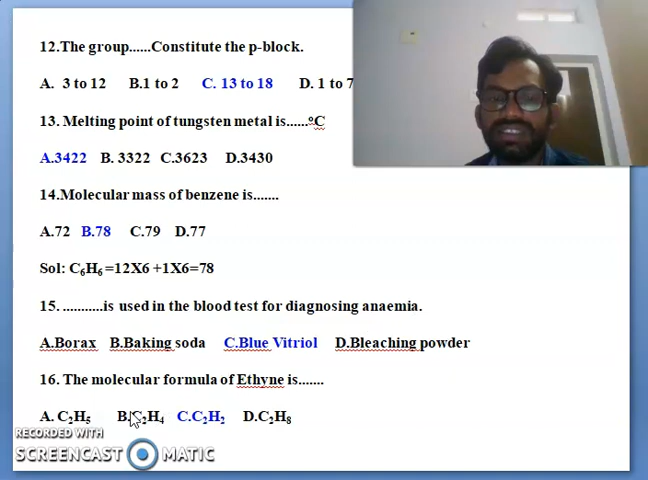 12.The group......Constitute the p-block.
A. 3 to 12 B.1 to 2 C. 13 to 18 D. 1 to 7
13. Melting point of tungsten metal is......°C
A.3422 B. 3322 C.3623 D.3430
14.Molecular mass of benzene is.......
A.72 B.78 C.79 D.77
Sol: C₆H₆ =12X6 +1X6=78
15. ...........is used in the blood test for diagnosing anaemia.
A.Borax B.Baking soda C.Blue Vitriol D.Bleaching powder
16. The molecular formula of Ethyne is.......
A. C₂H₅ B.C₂H₄ C.C₂H₂ D.C₂H₈
RECORDED WITH
SCREENCAST MATIC